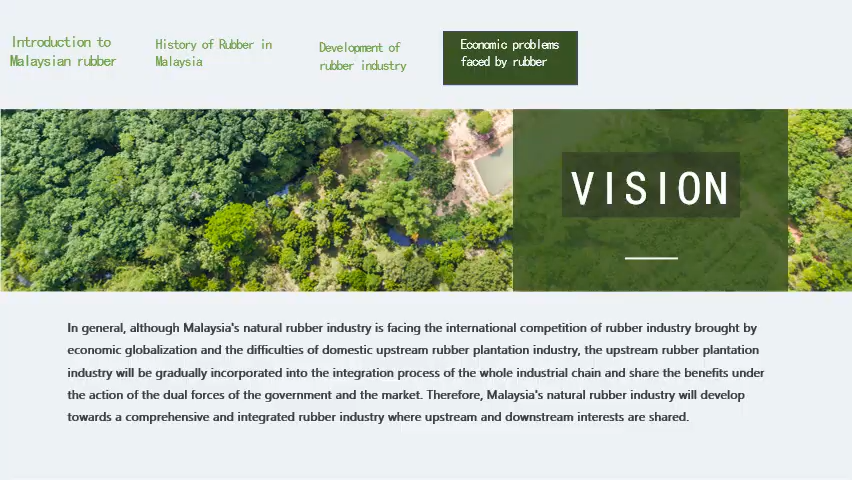 Introduction to
Malaysian rubber
History of Rubber in
Malaysia
Development of
rubber industry
Economic problems
faced by rubber
VISION
In general, although Malaysia's natural rubber industry is facing the international competition of rubber industry brought by
economic globalization and the difficulties of domestic upstream rubber plantation industry, the upstream rubber plantation
industry will be gradually incorporated into the integration process of the whole industrial chain and share the benefits under
the action of the dual forces of the government and the market. Therefore, Malaysia's natural rubber industry will develop
towards a comprehensive and integrated rubber industry where upstream and downstream interests are shared.